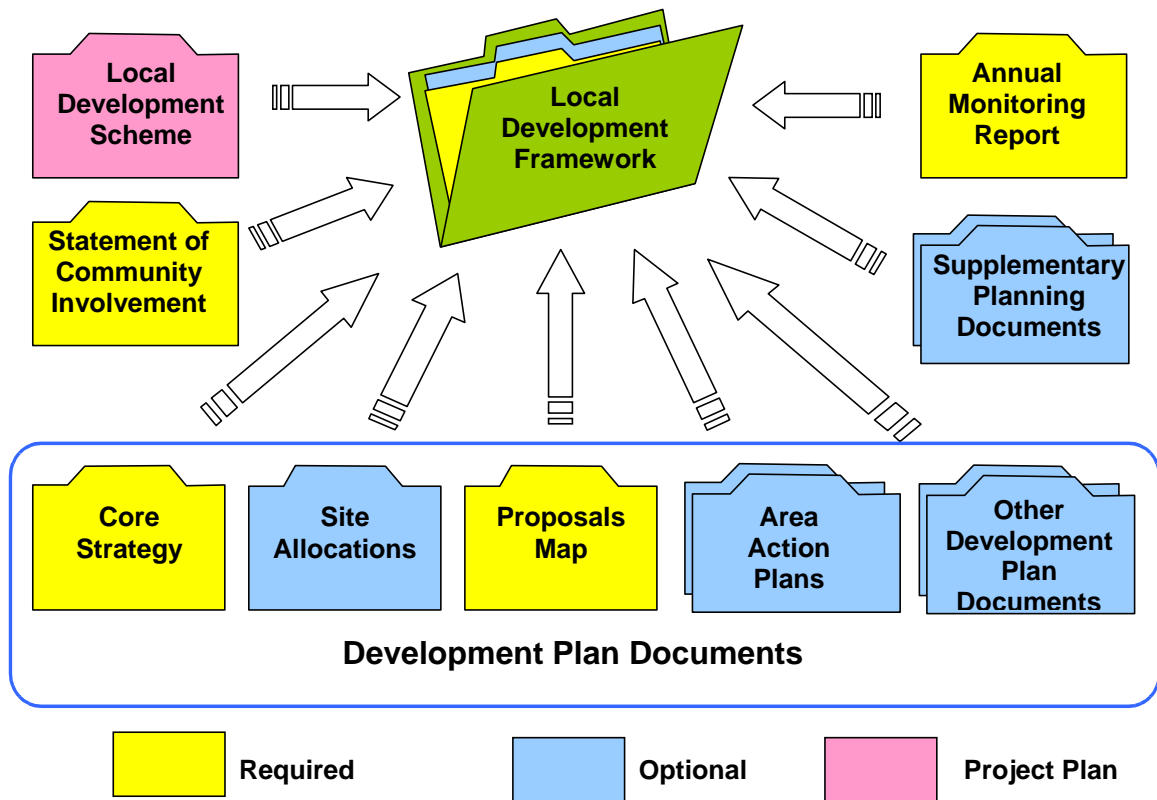 Local
Development
Scheme
Local
Development
Framework
Annual
Monitoring
Report
Statement of
Community
Involvement
Supplementary
Planning
Documents
Core
Strategy
Site
Allocations
Proposals
Map
Area
Action
Plans
Other
Development
Plan
Documents
Development Plan Documents
Required
Optional
Project Plan